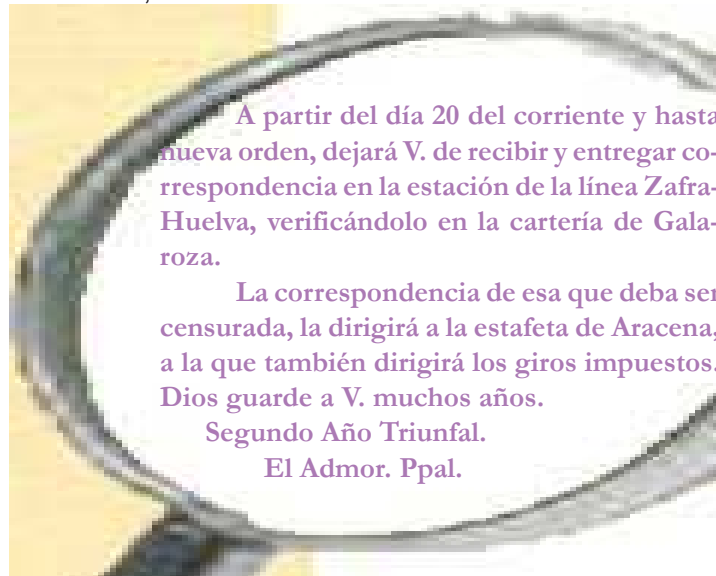 A partir del día 20 del corriente y hasta
nueva orden, dejará V. de recibir y entregar co-
rrespondencia en la estación de la línea Zafra-
Huelva, verificándolo en la cartería de Gala-
roza.
La correspondencia de esa que deba ser
censurada, la dirigirá a la estafeta de Aracena,
a la que también dirigirá los giros impuestos.
Dios guarde a V. muchos años.
Segundo Año Triunfal.
El Admor. Ppal.